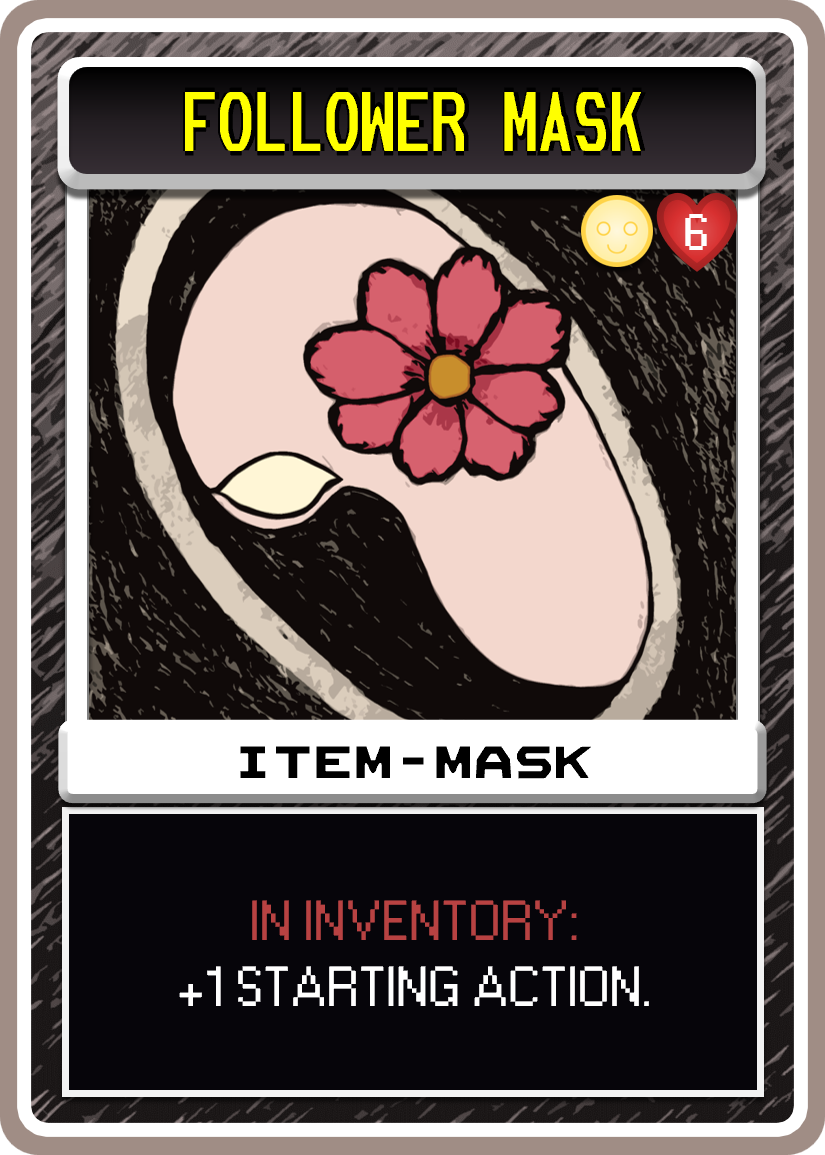 FOLLOWER MASK
6
ITEM-MASK
IN INVENTORY:
+1 STARTING ACTION.